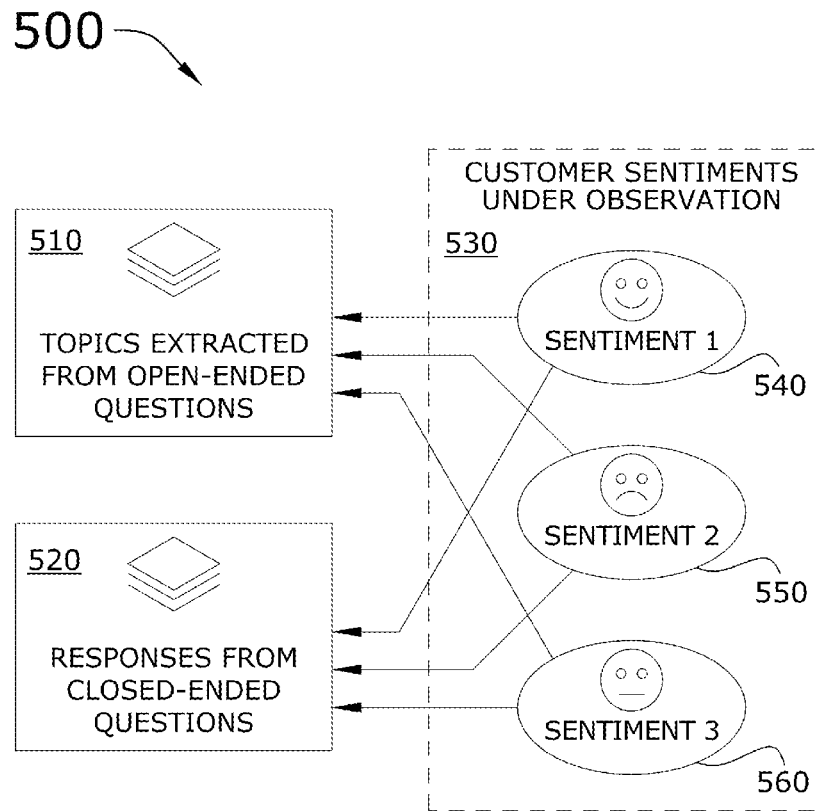 500
CUSTOMER SENTIMENTS
UNDER OBSERVATION
510
TOPICS EXTRACTED
FROM OPEN-ENDED
QUESTIONS
530
SENTIMENT 1
540
SENTIMENT 2
550
520
RESPONSES FROM
CLOSED-ENDED
QUESTIONS
SENTIMENT 3
560